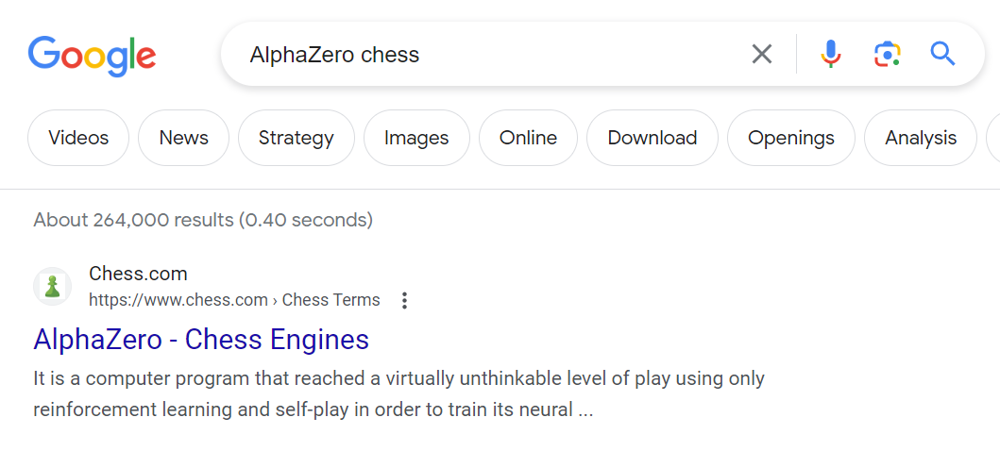 Google
AlphaZero chess
Videos News Strategy Images Online Download Openings Analysis
About 264,000 results (0.40 seconds)
Chess.com
https://www.chess.com › Chess Terms
AlphaZero - Chess Engines
It is a computer program that reached a virtually unthinkable level of play using only
reinforcement learning and self-play in order to train its neural ...